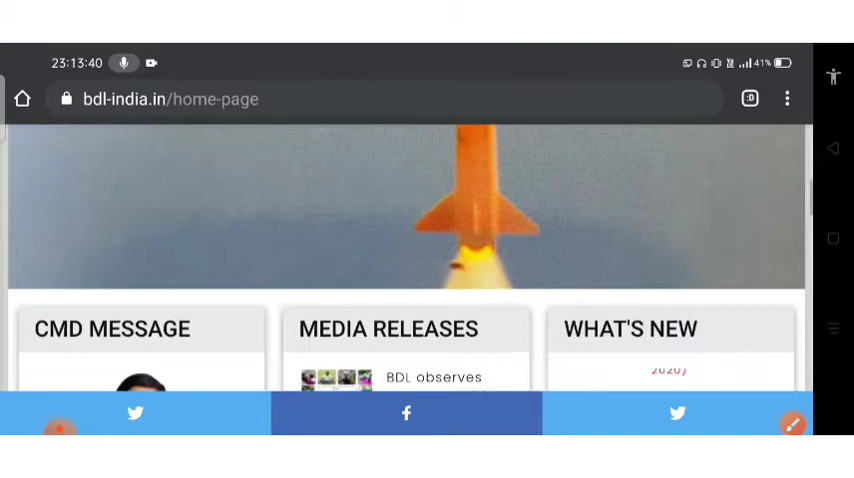 23:13:40
41%
bdl-india.in/home-page
:D
CMD MESSAGE
MEDIA RELEASES
WHAT'S NEW
BDL observes
2020)